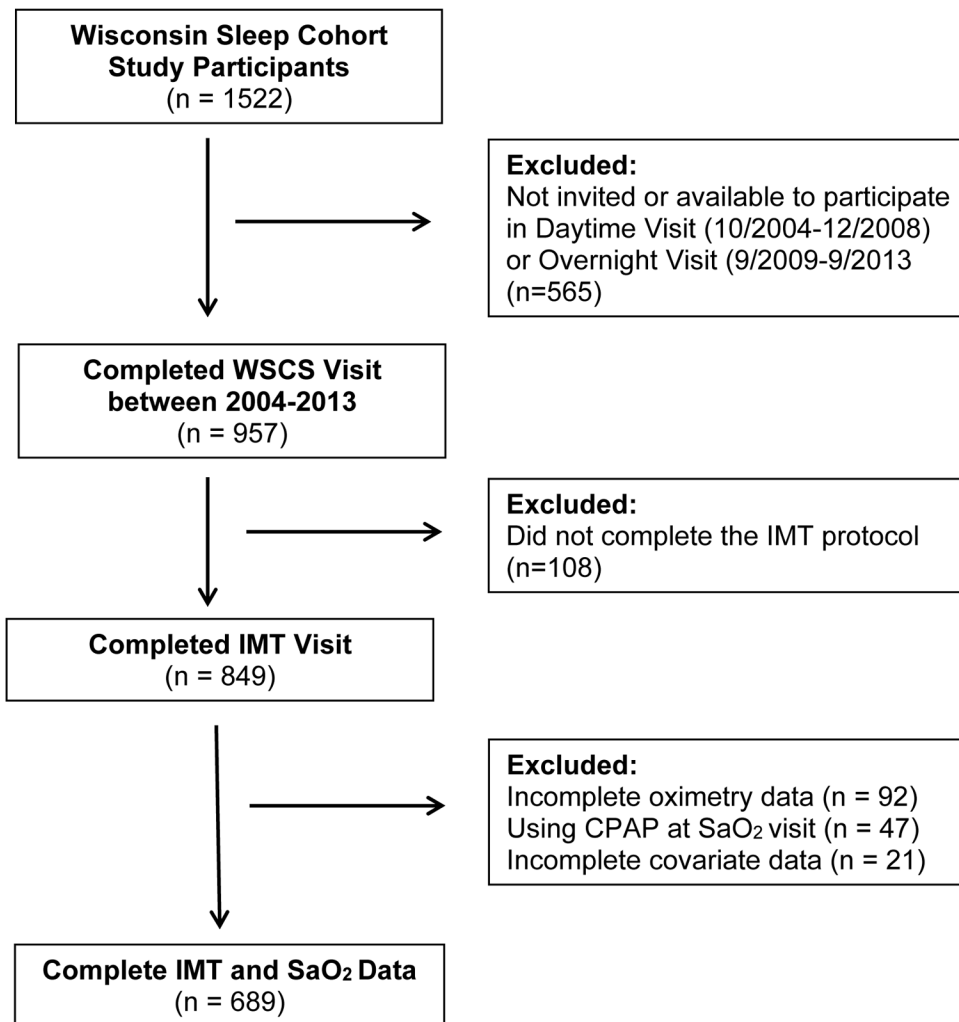 Wisconsin Sleep Cohort
Study Participants
(n = 1522)
Excluded:
Not invited or available to participate
in Daytime Visit (10/2004-12/2008)
or Overnight Visit (9/2009-9/2013
(n=565)
Completed WSCS Visit
between 2004-2013
(n = 957)
Excluded:
Did not complete the IMT protocol
(n=108)
Completed IMT Visit
(n = 849)
Excluded:
Incomplete oximetry data (n = 92)
Using CPAP at SaO₂ visit (n = 47)
Incomplete covariate data (n = 21)
Complete IMT and SaO₂ Data
(n = 689)